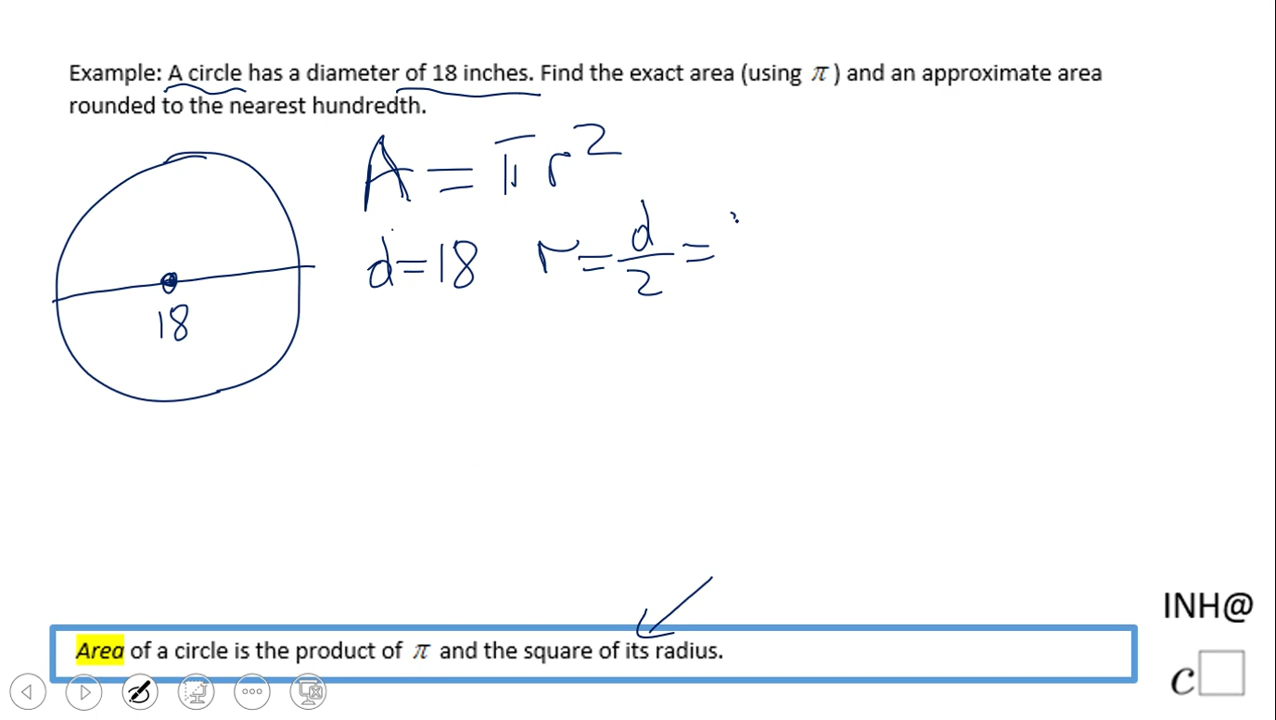 Example: A circle has a diameter of 18 inches. Find the exact area (using π) and an approximate area
rounded to the nearest hundredth.
A = πr²
d=18 r = d/2 =
18
INH@
Area of a circle is the product of π and the square of its radius.
c